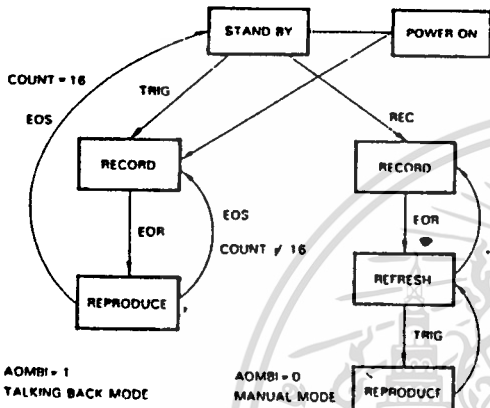 STAND BY
POWER ON
COUNT = 16
TRIG
EOS
REC
RECORD
RECORD
EOR
EOS
EOR
COUNT ≠ 16
REFRESH
REPRODUCE
TRIG
AOMBI = 1
AOMBI = 0
TALKING BACK MODE
MANUAL MODE
REPRODUCE